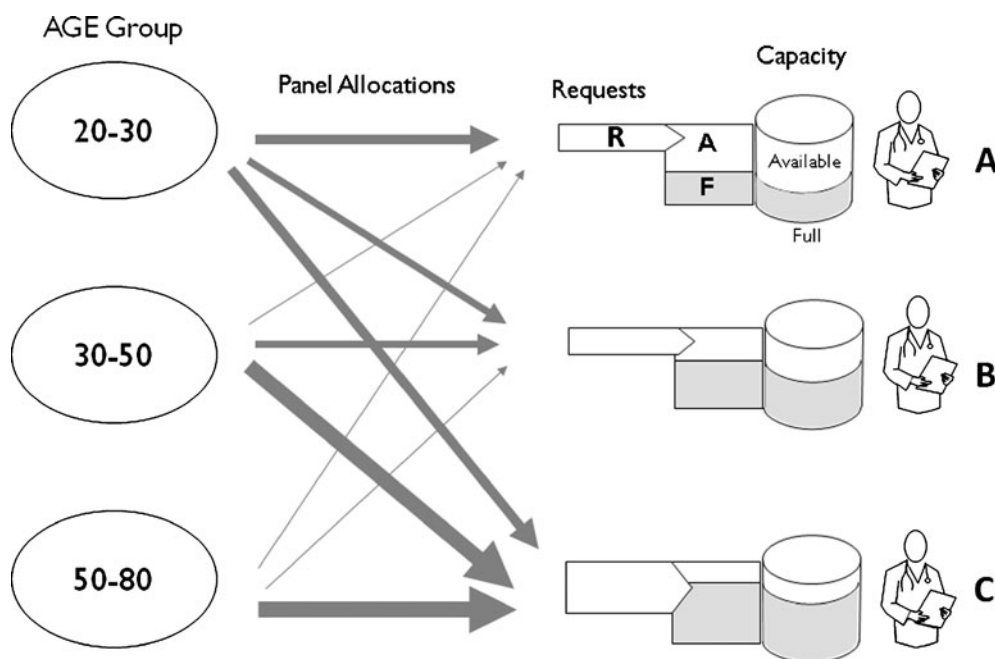 AGE Group
Panel Allocations
Requests
Capacity
20-30
R
A
F
Available
Full
A
30-50
B
50-80
C